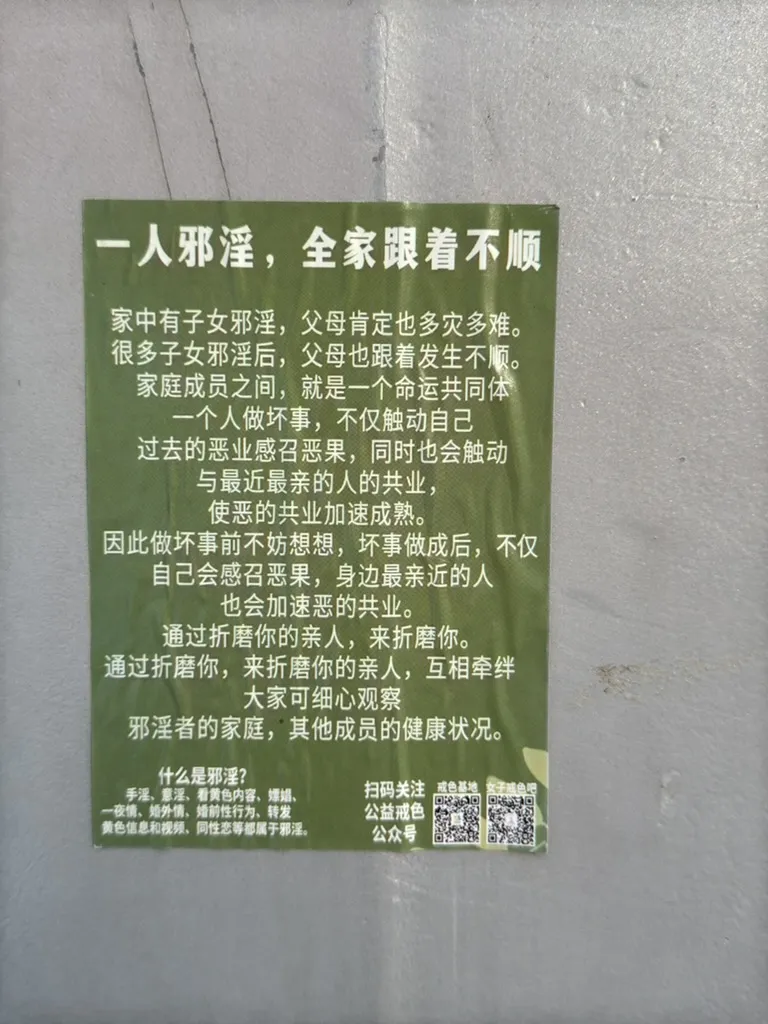 一人邪淫，全家跟着不顺
家中有子女邪淫，父母肯定也多灾多难。
很多子女邪淫后，父母也跟着发生不顺。
家庭成员之间，就是一个命运共同体
一个人做坏事，不仅触动自己
过去的恶业感召恶果，同时也会触动
与最近最亲的人的共业，
使恶的共业加速成熟。
因此做坏事前不妨想想，坏事做成后，不仅
自己会感召恶果，身边最亲近的人
也会加速恶的共业。
通过折磨你的亲人，来折磨你。
通过折磨你，来折磨你的亲人，互相牵绊
大家可细心观察
邪淫者的家庭，其他成员的健康状况。
什么是邪淫？
手淫、意淫、看黄色内容、嫖娼、
一夜情、婚外情、婚前性行为、转发
黄色信息和视频、同性恋等都属于邪淫。
扫码关注
公益戒色
公众号
戒色基地 女子戒色吧